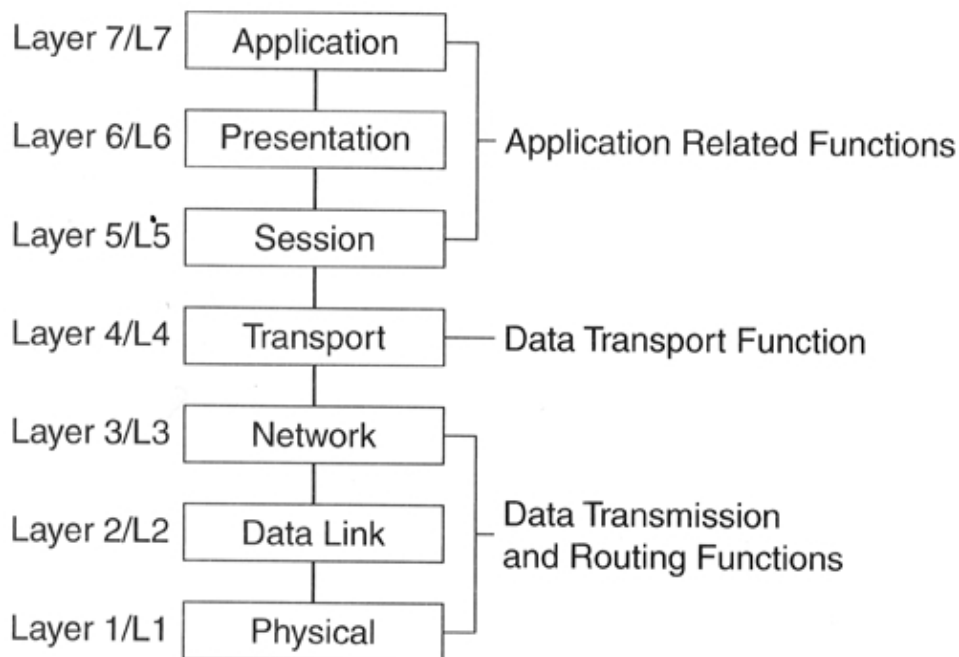 Layer 7/L7 Application
Layer 6/L6 Presentation Application Related Functions
Layer 5/L5 Session
Layer 4/L4 Transport Data Transport Function
Layer 3/L3 Network
Layer 2/L2 Data Link Data Transmission
and Routing Functions
Layer 1/L1 Physical